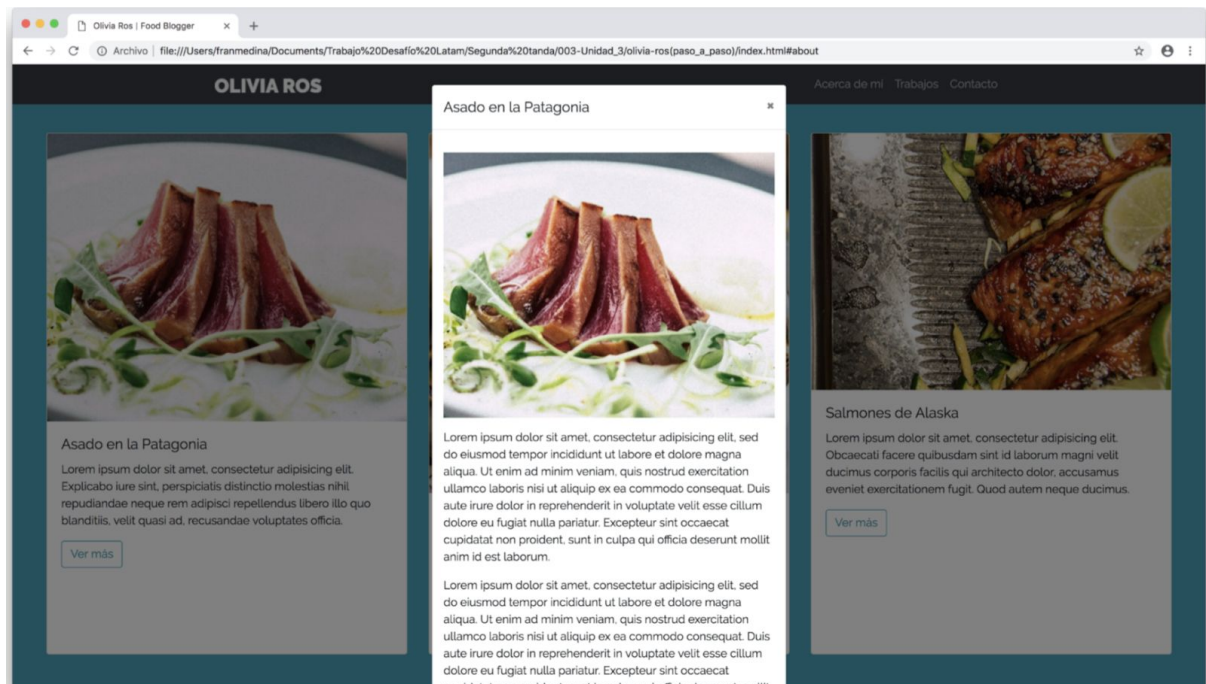 Olivia Ros | Food Blogger
Archivo | file:///Users/franmedina/Documents/Trabajo%20Desafío%20Latam/Segunda%20tanda/003-Unidad_3/olivia-ros(paso_a_paso)/index.html#about
OLIVIA ROS
Acerca de mí Trabajos Contacto
Asado en la Patagonia
Asado en la Patagonia
Lorem ipsum dolor sit amet, consectetur adipisicing elit.
Explicabo iure sint, perspiciatis distinctio molestias nihil
repudiandae neque rem adipisci repellendus libero illo quo
blanditiis, velit quasi ad, recusandae voluptates officia.
Ver más
Lorem ipsum dolor sit amet, consectetur adipisicing elit, sed
do eiusmod tempor incididunt ut labore et dolore magna
aliqua. Ut enim ad minim veniam, quis nostrud exercitation
ullamco laboris nisi ut aliquip ex ea commodo consequat. Duis
aute irure dolor in reprehenderit in voluptate velit esse cillum
dolore eu fugiat nulla pariatur. Excepteur sint occaecat
cupidatat non proident, sunt in culpa qui officia deserunt mollit
anim id est laborum.
Lorem ipsum dolor sit amet, consectetur adipisicing elit, sed
do eiusmod tempor incididunt ut labore et dolore magna
aliqua. Ut enim ad minim veniam, quis nostrud exercitation
ullamco laboris nisi ut aliquip ex ea commodo consequat. Duis
aute irure dolor in reprehenderit in voluptate velit esse cillum
dolore eu fugiat nulla pariatur. Excepteur sint occaecat
Salmones de Alaska
Lorem ipsum dolor sit amet, consectetur adipisicing elit.
Obcaecati facere quibusdam sint id laborum magni velit
ducimus corporis facilis qui architecto dolor, accusamus
eveniet exercitationem fugit. Quod autem neque ducimus.
Ver más